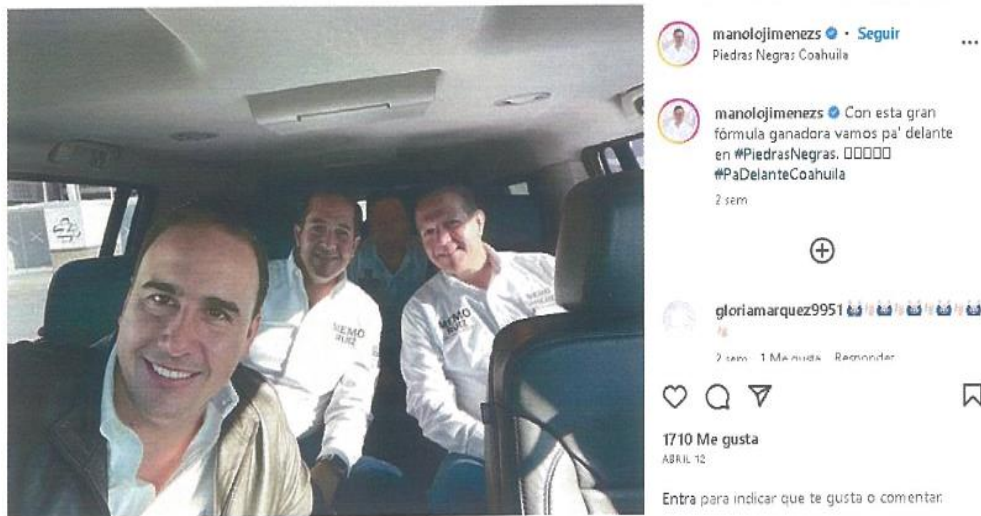 manolojimenezs • Seguir
Piedras Negras Coahuila
manolojimenezs Con esta gran
fórmula ganadora vamos pa' delante
en #PiedrasNegras. 
#PaDelanteCoahuila
2 sem
gloriamarquez9951
2 sem 1 Me gusta Responder
1710 Me gusta
ABRIL 12
Entra para indicar que te gusta o comentar.
MEMO
RUIZ
MEMO
RUIZ
MEMO